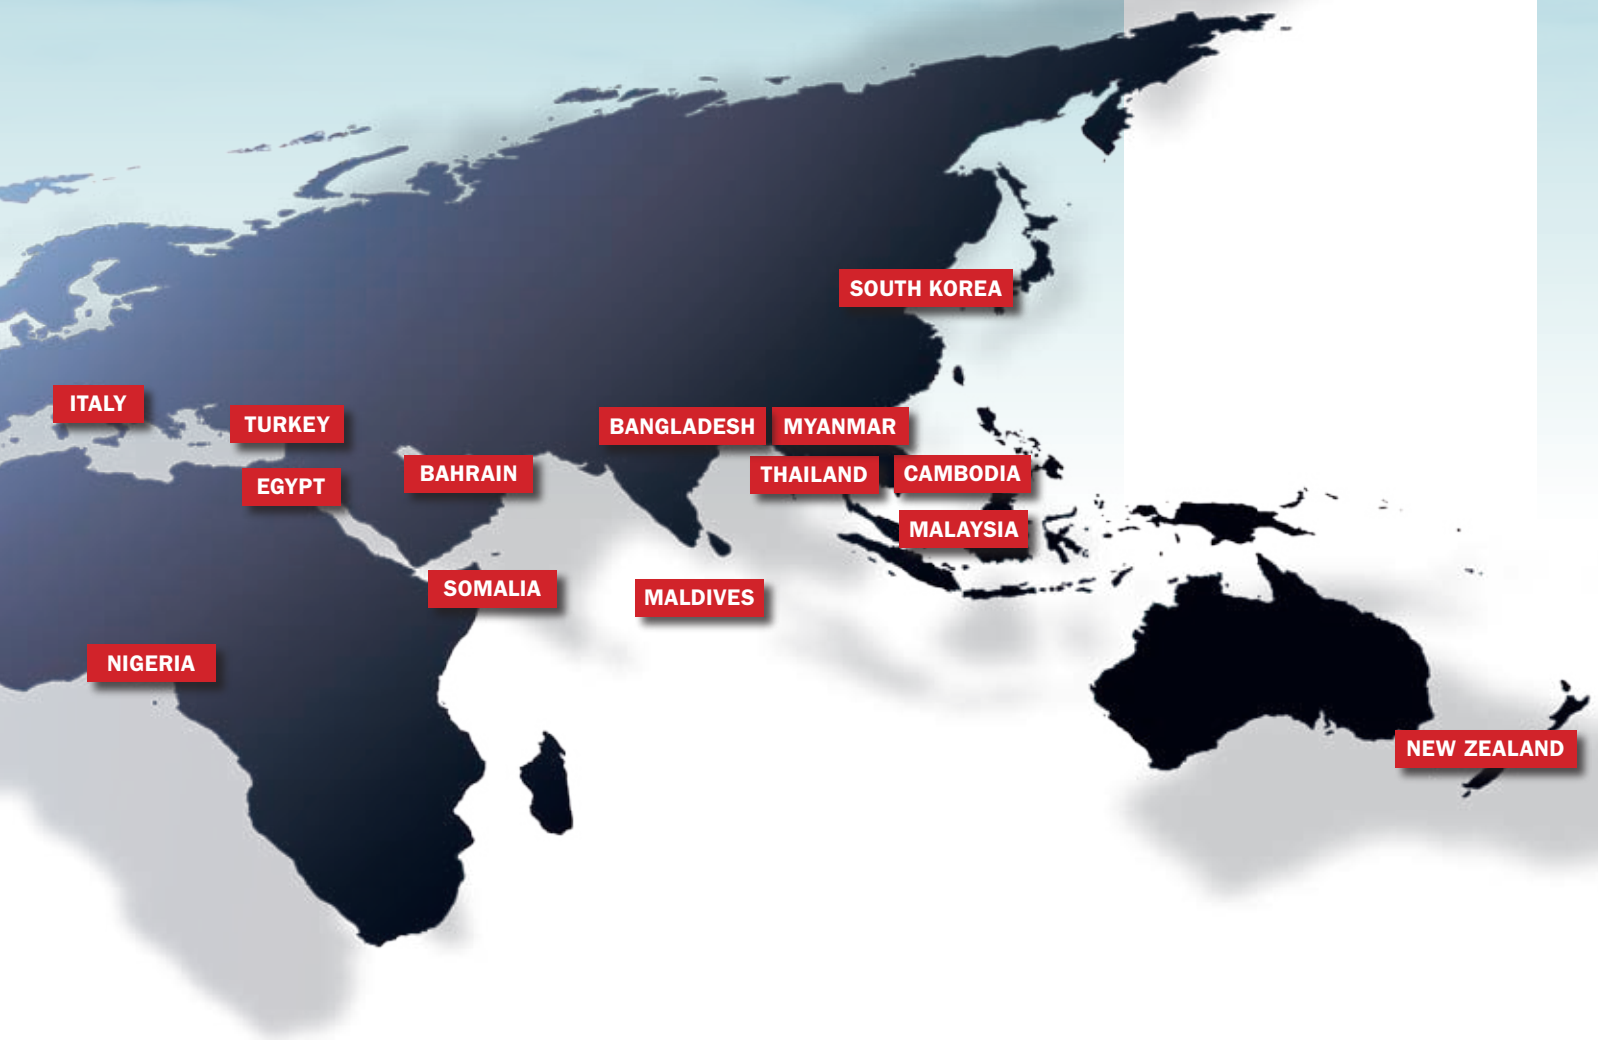 SOUTH KOREA
ITALY
TURKEY
BANGLADESH
MYANMAR
EGYPT
BAHRAIN
THAILAND
CAMBODIA
MALAYSIA
SOMALIA
MALDIVES
NIGERIA
NEW ZEALAND